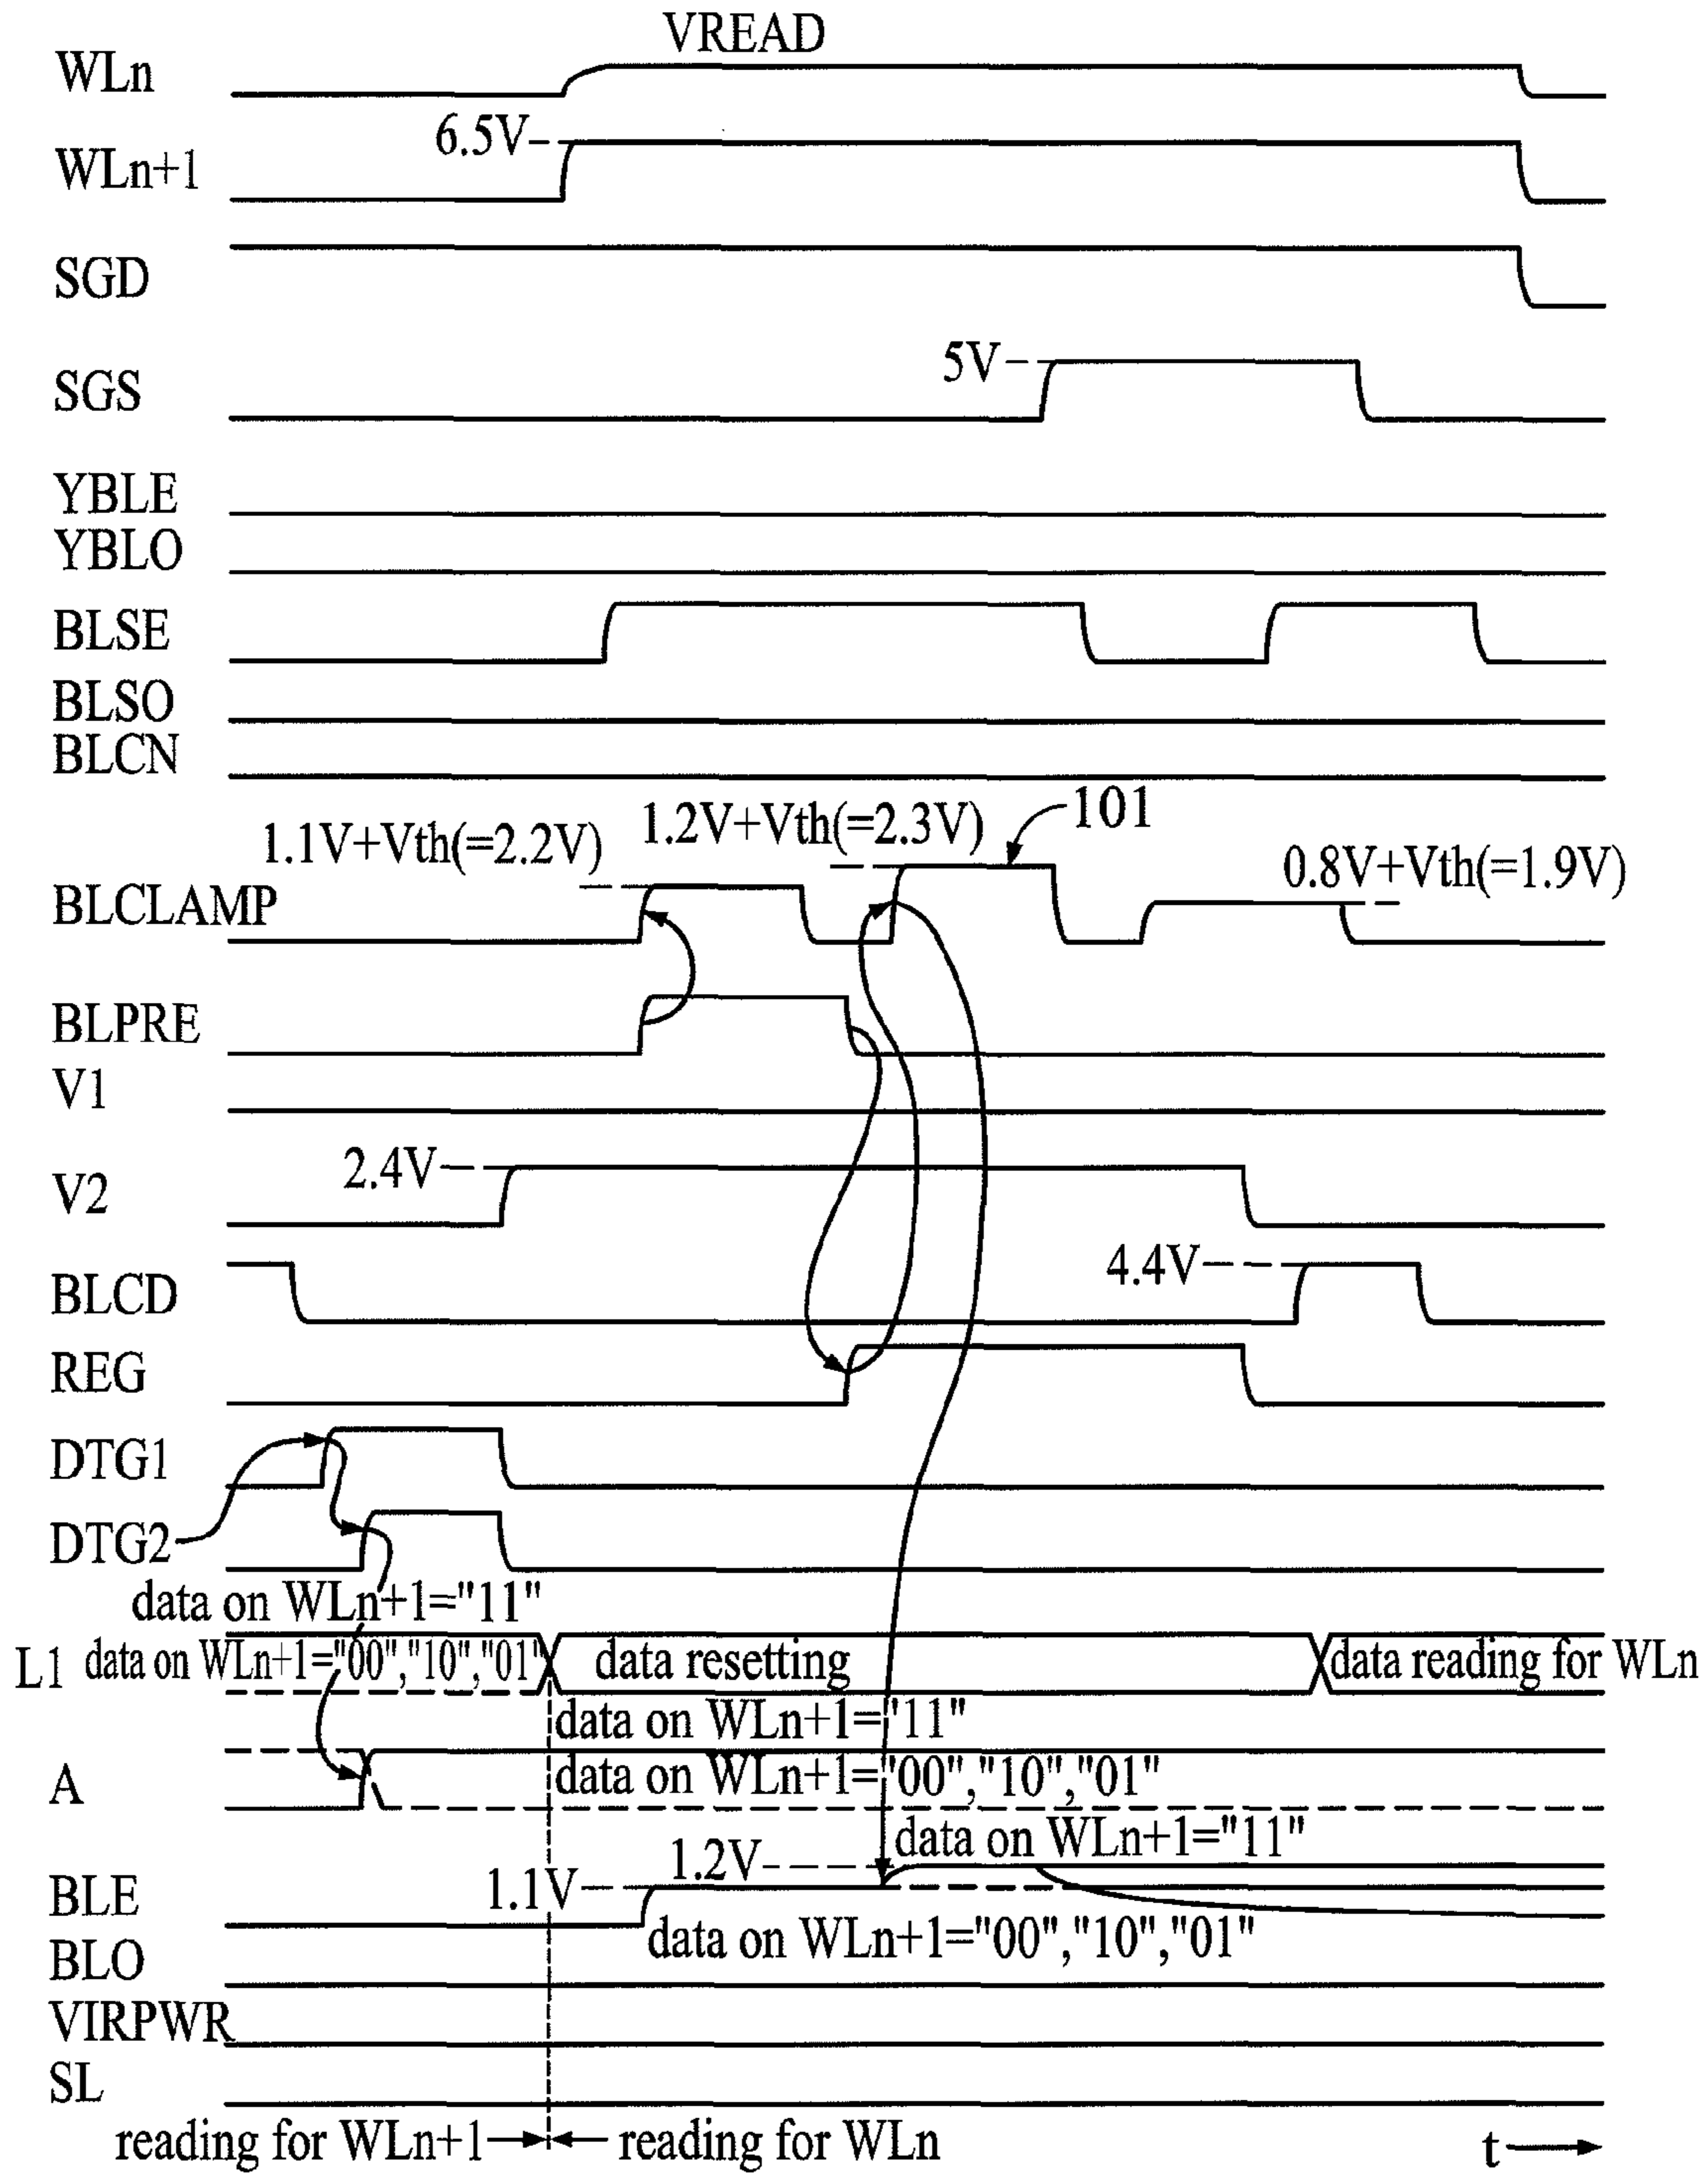 VREAD
WLn
6.5V
WLn+1
SGD
5V
SGS
YBLE
YBLO
BLSE
BLSO
BLCN
1.1V+Vth(=2.2V)
1.2V+Vth(=2.3V)
101
0.8V+Vth(=1.9V)
BLCLAMP
BLPRE
V1
2.4V
V2
4.4V
BLCD
REG
DTG1
DTG2
data on WLn+1="11"
L1
data on WLn+1="00","10","01"
data resetting
data reading for WLn
data on WLn+1="11"
A
data on WLn+1="00","10","01"
data on WLn+1="11"
1.2V
1.1V
BLE
data on WLn+1="00","10","01"
BLO
VIRPWR
SL
reading for WLn+1
reading for WLn
t